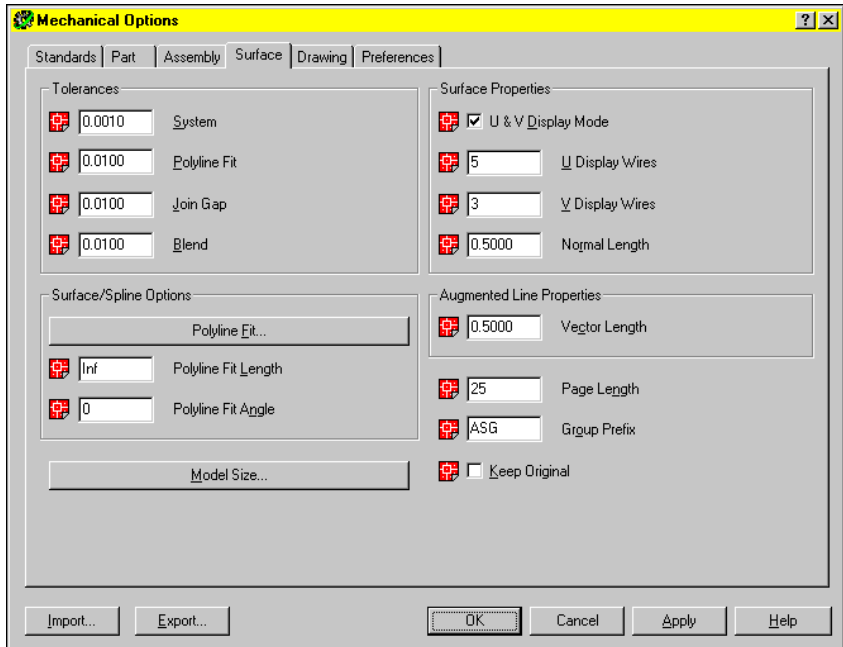 Mechanical Options
Standards Part Assembly Surface Drawing Preferences
Tolerances
0.0010 System
0.0100 Polyline Fit
0.0100 Join Gap
0.0100 Blend
Surface/Spline Options
Polyline Fit...
Inf Polyline Fit Length
0 Polyline Fit Angle
Model Size...
Surface Properties
U & V Display Mode
5 U Display Wires
3 V Display Wires
0.5000 Normal Length
Augmented Line Properties
0.5000 Vector Length
25 Page Length
ASG Group Prefix
Keep Original
Import... Export... OK Cancel Apply Help